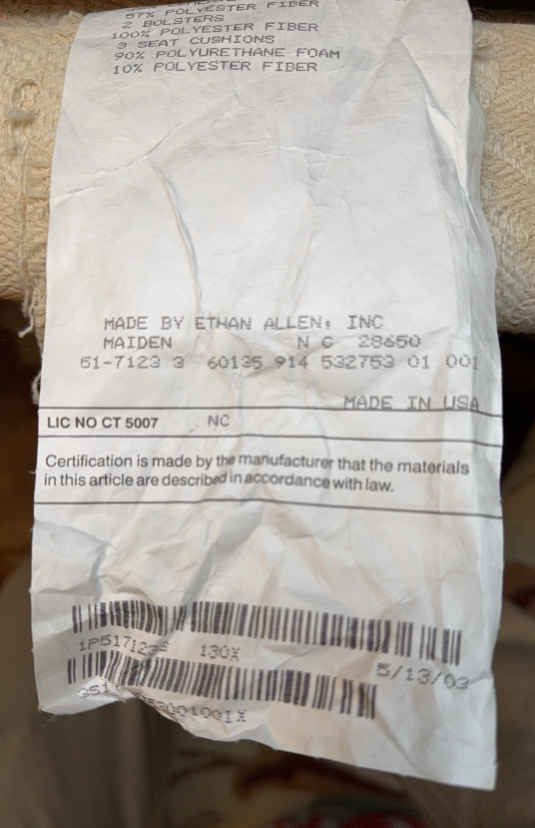 57% POLYESTER FIBER
2 BOLSTERS
100% POLYESTER FIBER
3 SEAT CUSHIONS
90% POLYURETHANE FOAM
10% POLYESTER FIBER
MADE BY ETHAN ALLEN, INC
MAIDEN N C 28650
51-7123 3 60135 914 532753 01 001
MADE IN USA
LIC NO CT 5007 NC
Certification is made by the manufacturer that the materials
in this article are described in accordance with law.
130X
5/13/03